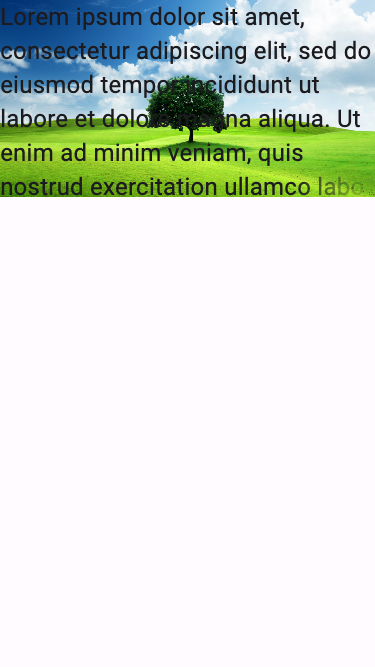 Lorem ipsum dolor sit amet,
consectetur adipiscing elit, sed do
eiusmod tempor incididunt ut
labore et dolore magna aliqua. Ut
enim ad minim veniam, quis
nostrud exercitation ullamco labo